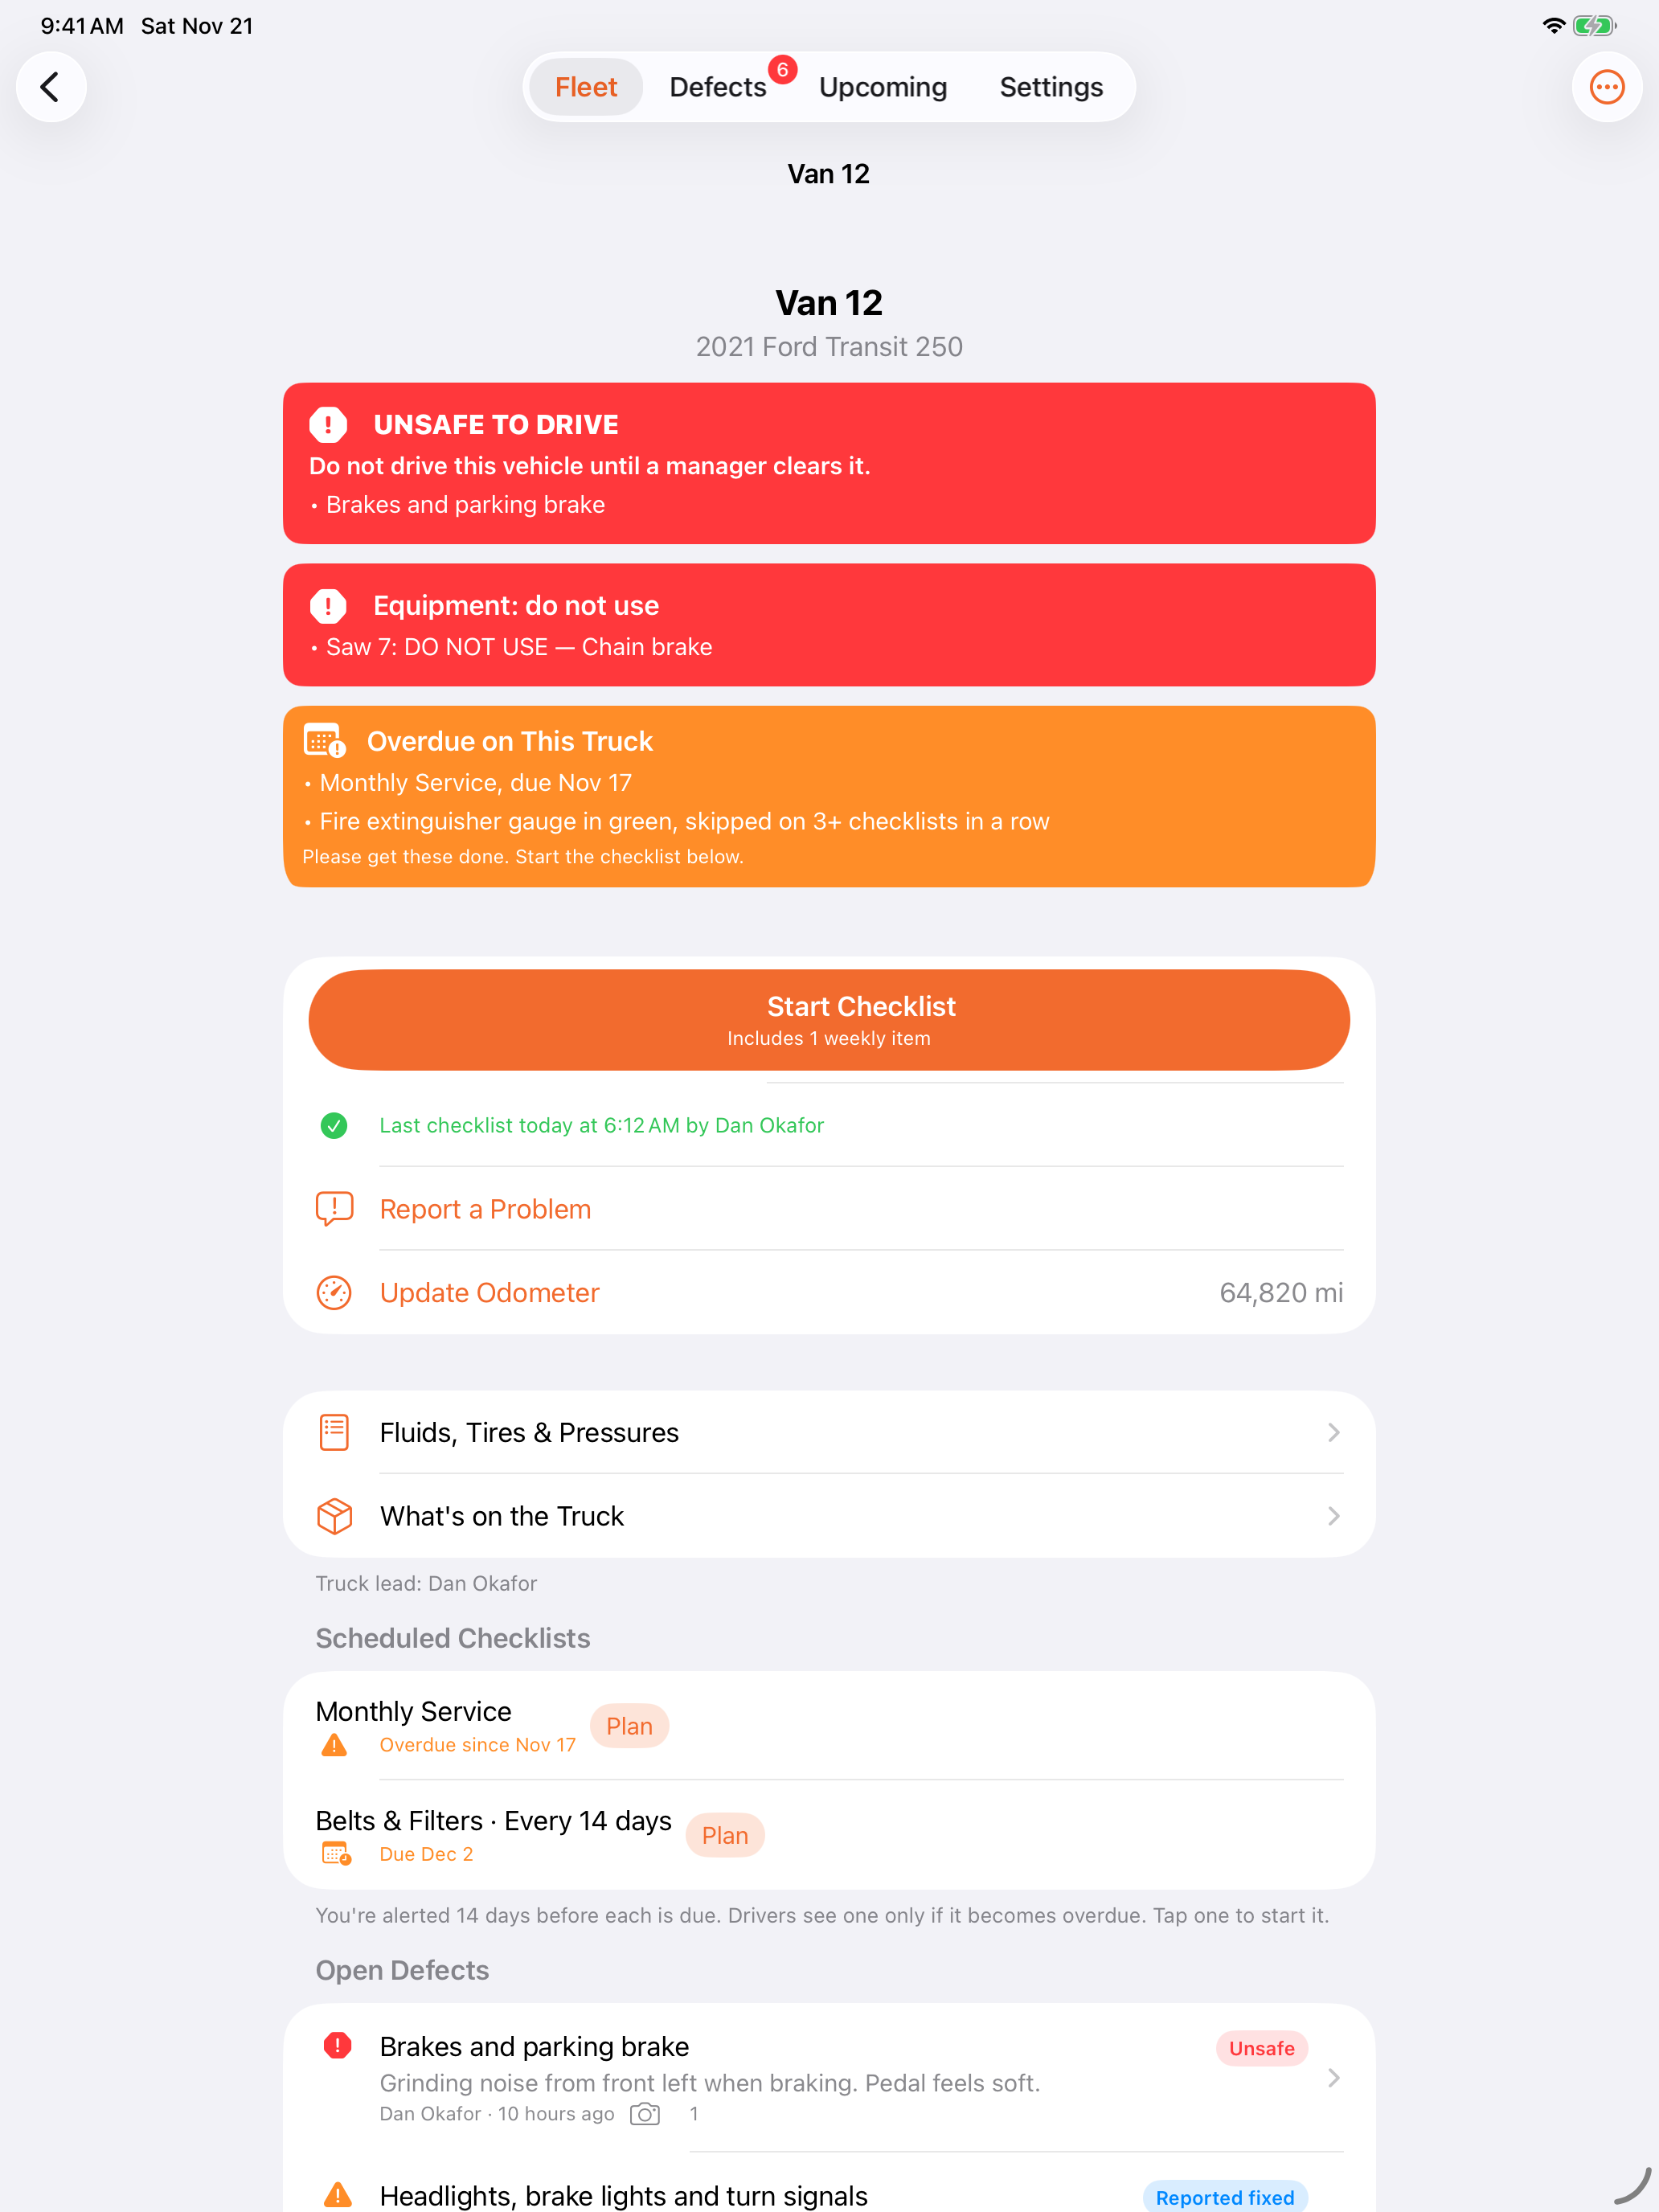 9:41 AM Sat Nov 21
Fleet
Defects
6
Upcoming
Settings
Van 12
Van 12
2021 Ford Transit 250
UNSAFE TO DRIVE
Do not drive this vehicle until a manager clears it.
• Brakes and parking brake
Equipment: do not use
• Saw 7: DO NOT USE — Chain brake
Overdue on This Truck
• Monthly Service, due Nov 17
• Fire extinguisher gauge in green, skipped on 3+ checklists in a row
Please get these done. Start the checklist below.
Start Checklist
Includes 1 weekly item
Last checklist today at 6:12 AM by Dan Okafor
Report a Problem
Update Odometer
64,820 mi
Fluids, Tires & Pressures
What's on the Truck
Truck lead: Dan Okafor
Scheduled Checklists
Monthly Service
Overdue since Nov 17
Plan
Belts & Filters · Every 14 days
Due Dec 2
Plan
You're alerted 14 days before each is due. Drivers see one only if it becomes overdue. Tap one to start it.
Open Defects
Brakes and parking brake
Unsafe
Grinding noise from front left when braking. Pedal feels soft.
Dan Okafor · 10 hours ago 1
Headlights, brake lights and turn signals
Reported fixed